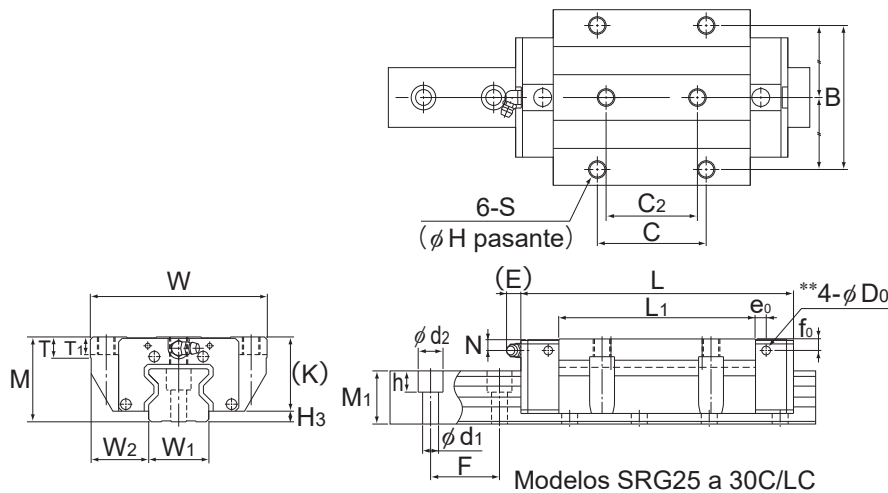 B
6-S
(φH pasante)
C2
C
W
(E)
L
L1
e0
**4-φD0
f0
φd2
N
T
T1
M
(K)
h
M1
H3
W2
W1
φd1
F
Modelos SRG25 a 30C/LC